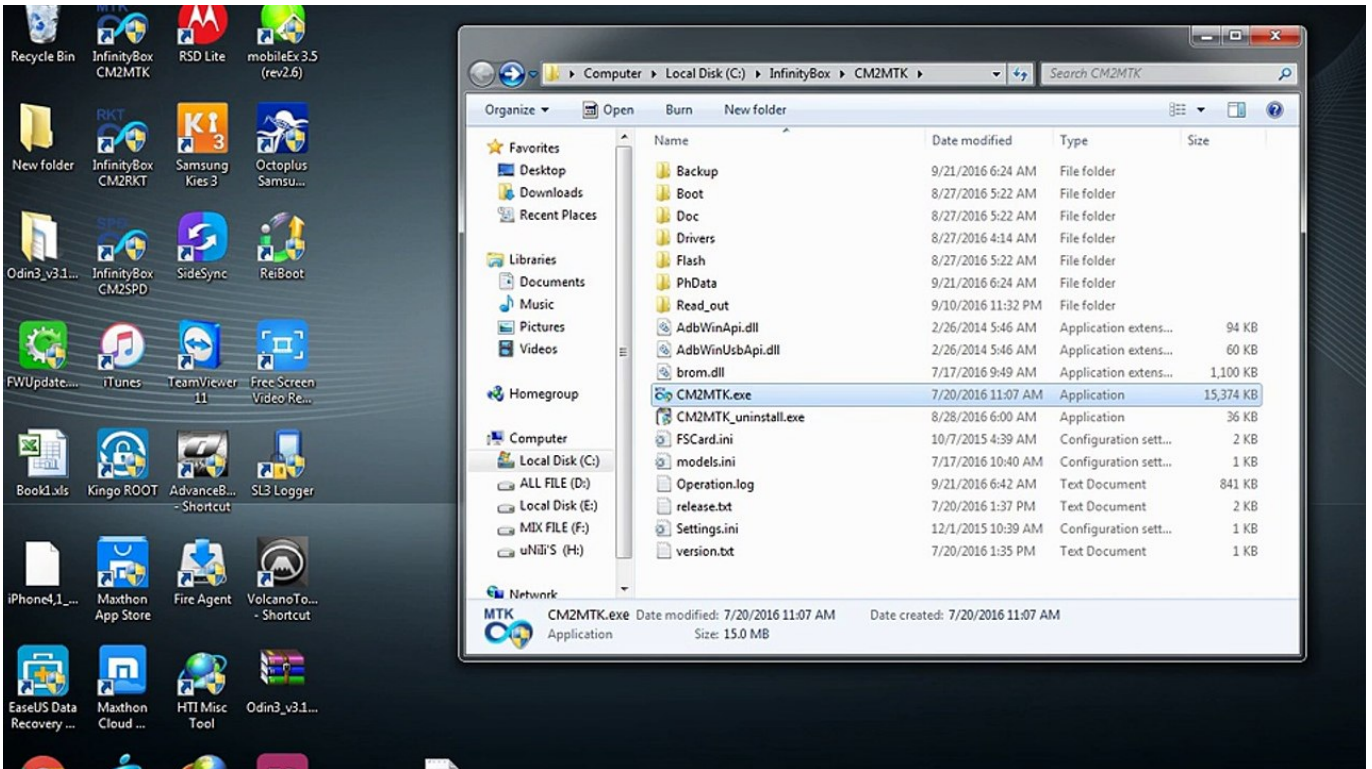 MTK
Recycle Bin
InfinityBox
CM2MTK
RSD Lite
mobileEx 3.5
(rev2.6)
New folder
RKT
InfinityBox
CM2RKT
Ki
3
Samsung
Kies 3
Octoplus
Samsu...
Odin3_v3.1...
SPD
InfinityBox
CM2SPD
SideSync
ReiBoot
FWUpdate....
iTunes
TeamViewer
11
Free Screen
Video Re...
Book1.xls
Kingo ROOT
AdvanceB...
- Shortcut
SL3 Logger
iPhone4,1_...
Maxthon
App Store
Fire Agent
VolcanoTo...
- Shortcut
EaseUS Data
Recovery ...
Maxthon
Cloud ...
HTI Misc
Tool
Odin3_v3.1...
Computer Local Disk (C:) InfinityBox CM2MTK
Search CM2MTK
Organize Open Burn New folder
Favorites
Desktop
Downloads
Recent Places
Libraries
Documents
Music
Pictures
Videos
Homegroup
Computer
Local Disk (C:)
ALL FILE (D:)
Local Disk (E:)
MIX FILE (F:)
uNiTi'S (H:)
Network
Name Date modified Type Size
Backup 9/21/2016 6:24 AM File folder
Boot 8/27/2016 5:22 AM File folder
Doc 8/27/2016 5:22 AM File folder
Drivers 8/27/2016 4:14 AM File folder
Flash 8/27/2016 5:22 AM File folder
PhData 9/21/2016 6:24 AM File folder
Read_out 9/10/2016 11:32 PM File folder
AdbWinApi.dll 2/26/2014 5:46 AM Application extens... 94 KB
AdbWinUsbApi.dll 2/26/2014 5:46 AM Application extens... 60 KB
brom.dll 7/17/2016 9:49 AM Application extens... 1,100 KB
CM2MTK.exe 7/20/2016 11:07 AM Application 15,374 KB
CM2MTK_uninstall.exe 8/28/2016 6:00 AM Application 36 KB
FSCard.ini 10/7/2015 4:39 AM Configuration sett... 2 KB
models.ini 7/17/2016 10:40 AM Configuration sett... 1 KB
Operation.log 9/21/2016 6:42 AM Text Document 841 KB
release.txt 7/20/2016 1:37 PM Text Document 2 KB
Settings.ini 12/1/2015 10:39 AM Configuration sett... 1 KB
version.txt 7/20/2016 1:35 PM Text Document 1 KB
MTK
CM2MTK.exe Date modified: 7/20/2016 11:07 AM Date created: 7/20/2016 11:07 AM
Application Size: 15.0 MB